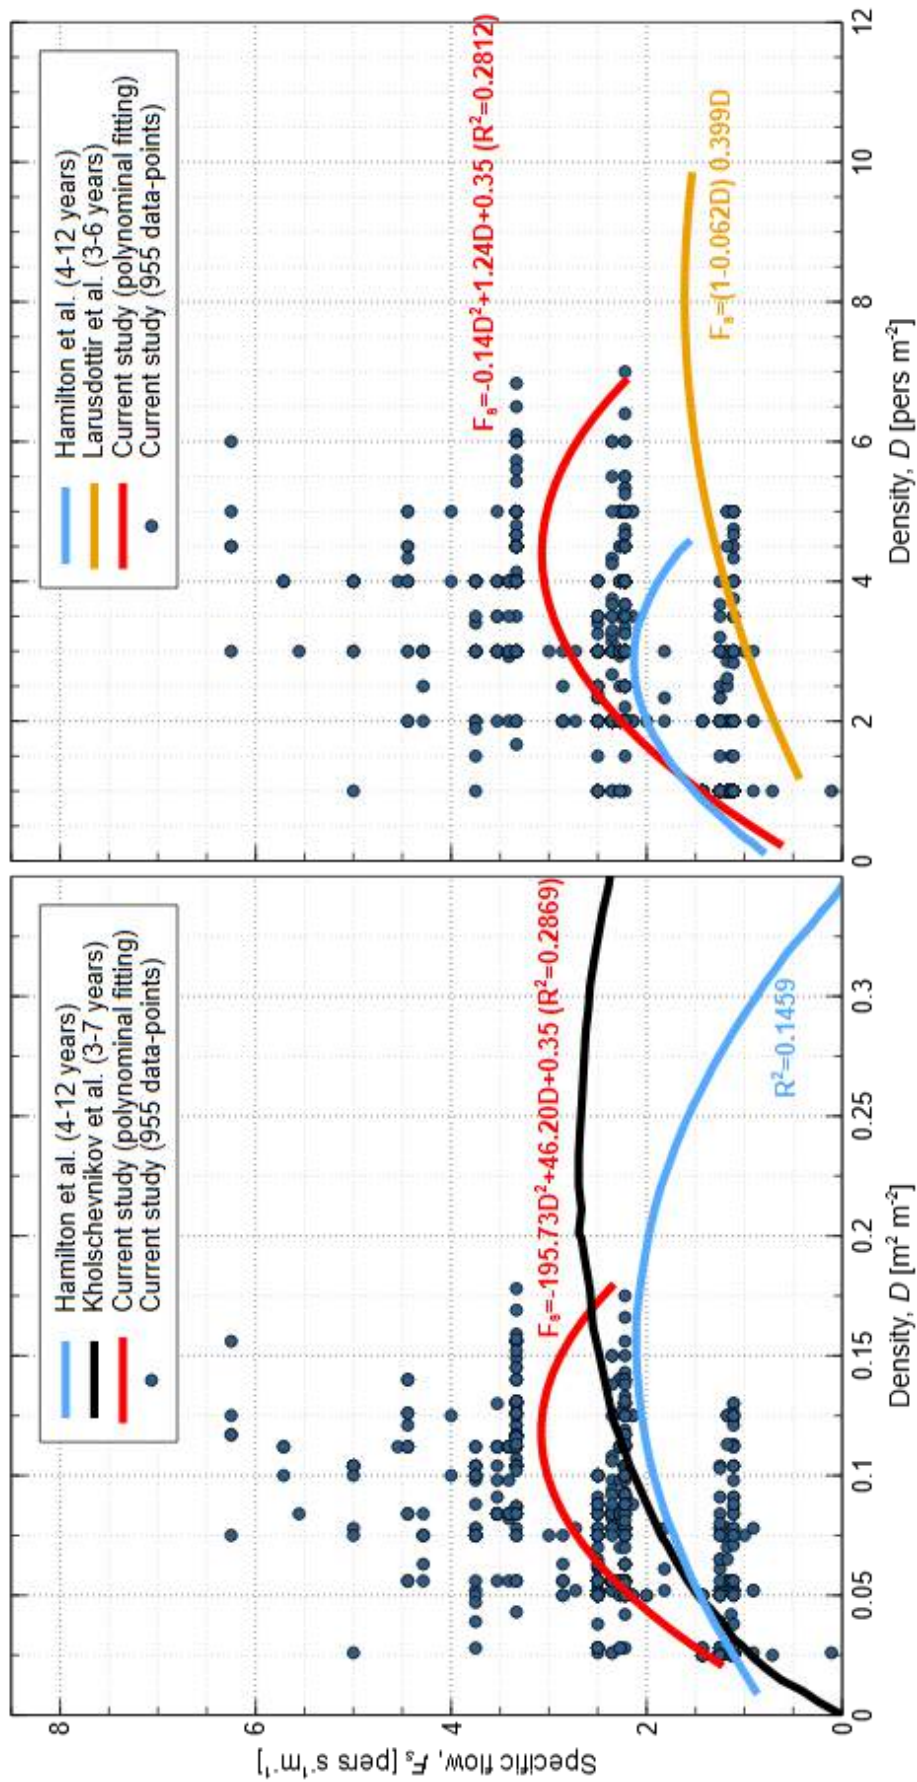 Hamilton et al. (4-12 years)
Kholschevnikov et al. (3-7 years)
Current study (polynominal fitting)
Current study (955 data-points)
8
6
4
2
0
Specific flow, Fs [pers s-1m-1]
Fs=-195.73D²+46.20D+0.35 (R²=0.2869)
R²=0.1459
0
0.05
0.1
0.15
0.2
0.25
0.3
Density, D [m² m-2]
Hamilton et al. (4-12 years)
Larusdottir et al. (3-6 years)
Current study (polynominal fitting)
Current study (955 data-points)
Fs=-0.14D²+1.24D+0.35 (R²=0.2812)
Fs=(1-0.062D) 0.399D
0
2
4
6
8
10
12
Density, D [pers m-2]